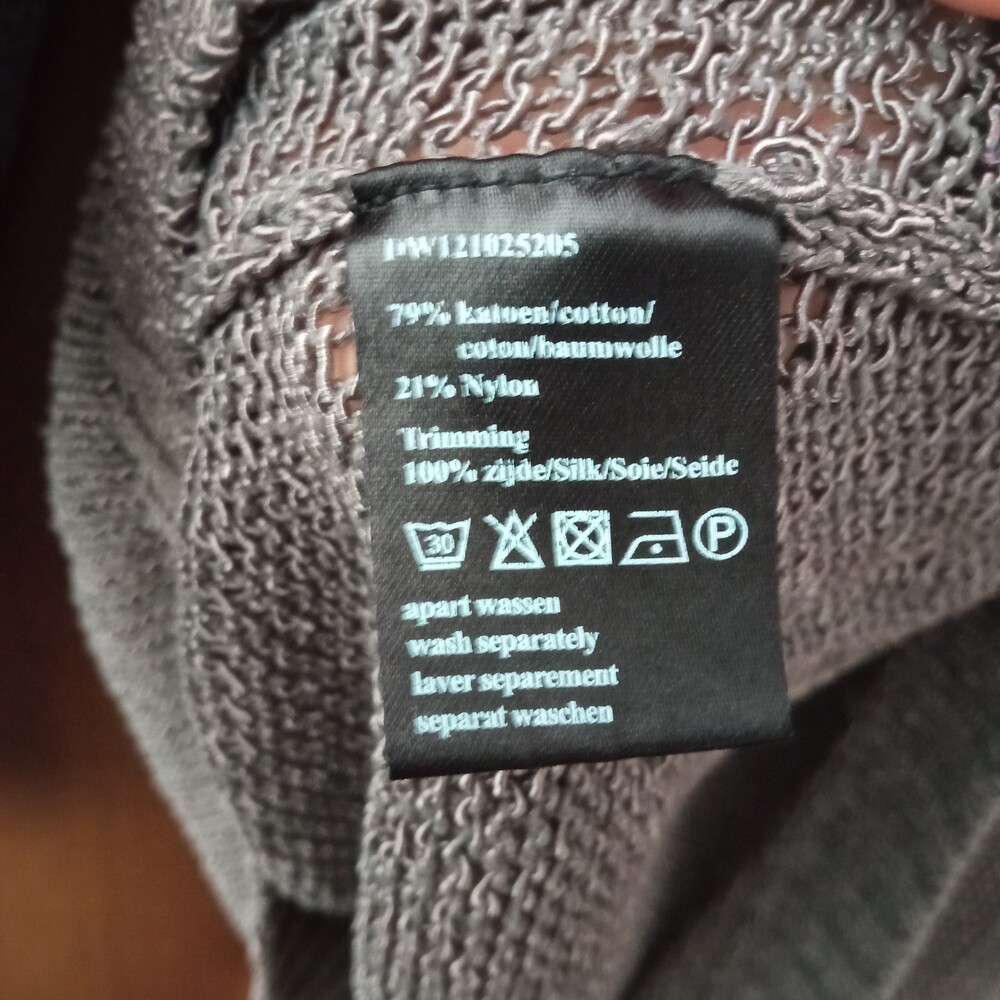 79% katoen/cotton/
coton/baumwolle
21% Nylon
Trimming
100% zijde/Silk/Soie/Seide
30 P
apart wassen
wash separately
laver separement
separat waschen